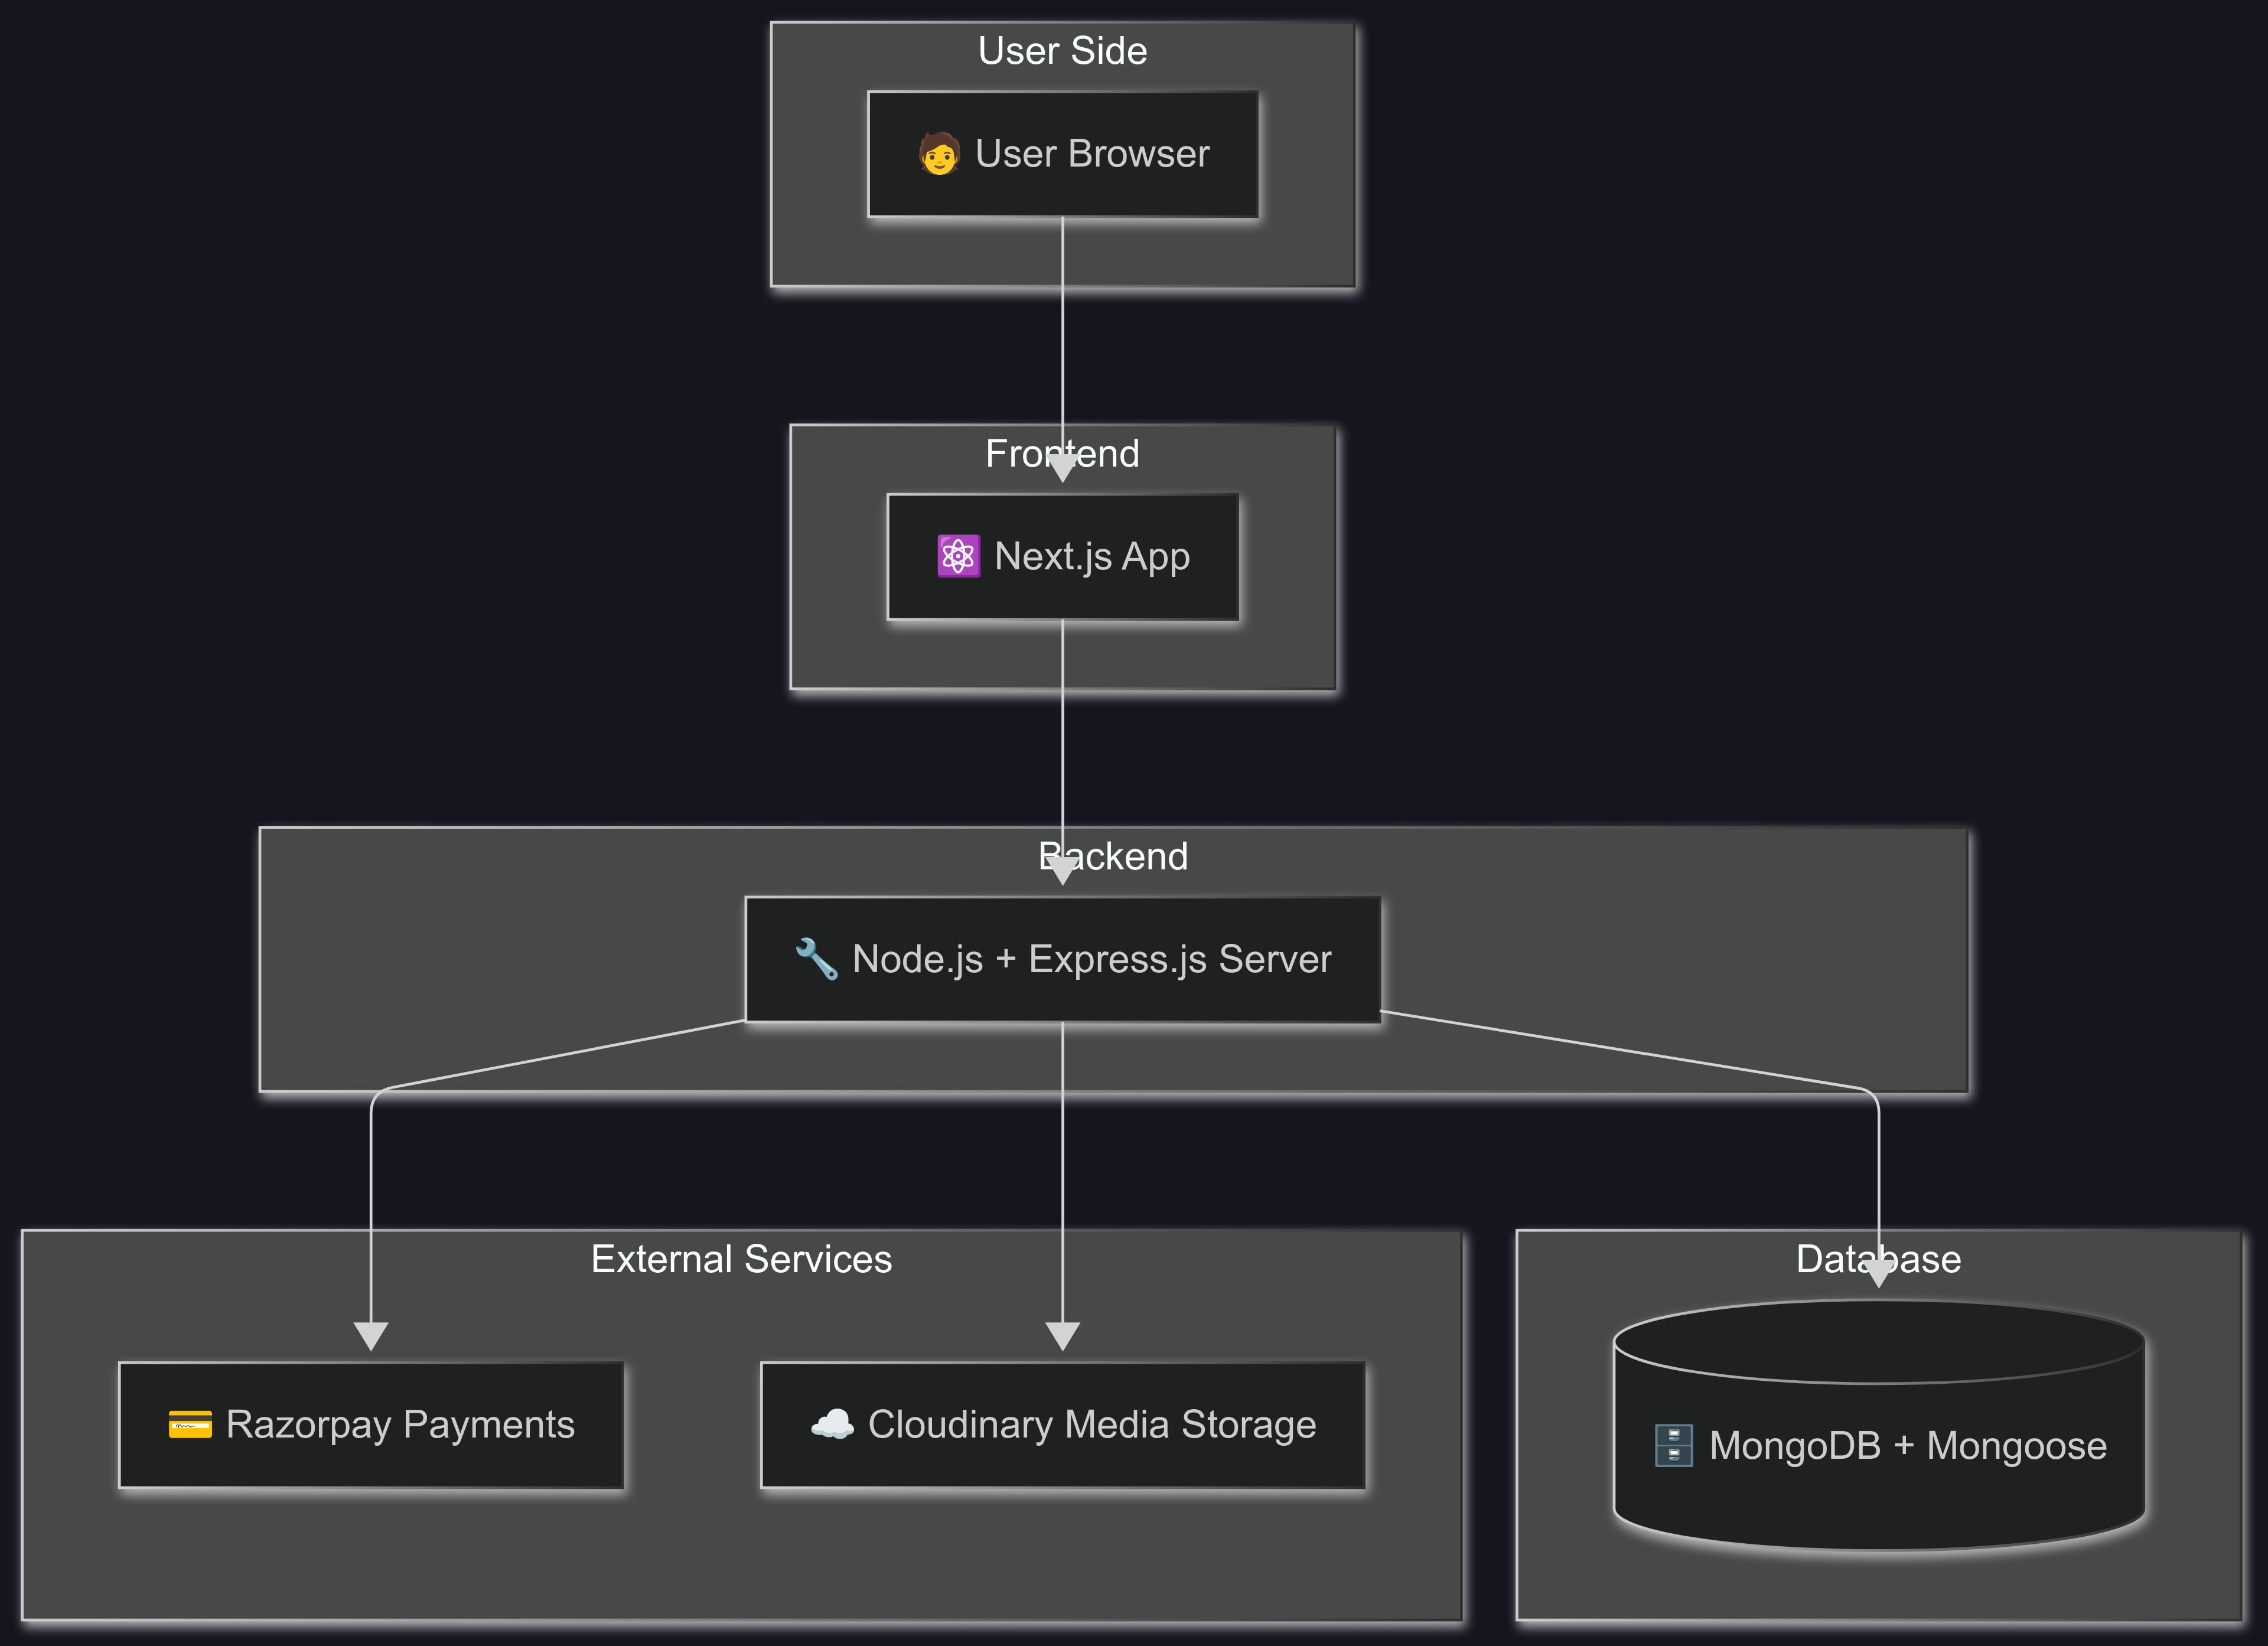 User Side
🧑 User Browser
Frontend
⚛️ Next.js App
Backend
🔧 Node.js + Express.js Server
External Services
Database
💳 Razorpay Payments
☁️ Cloudinary Media Storage
🗄️ MongoDB + Mongoose